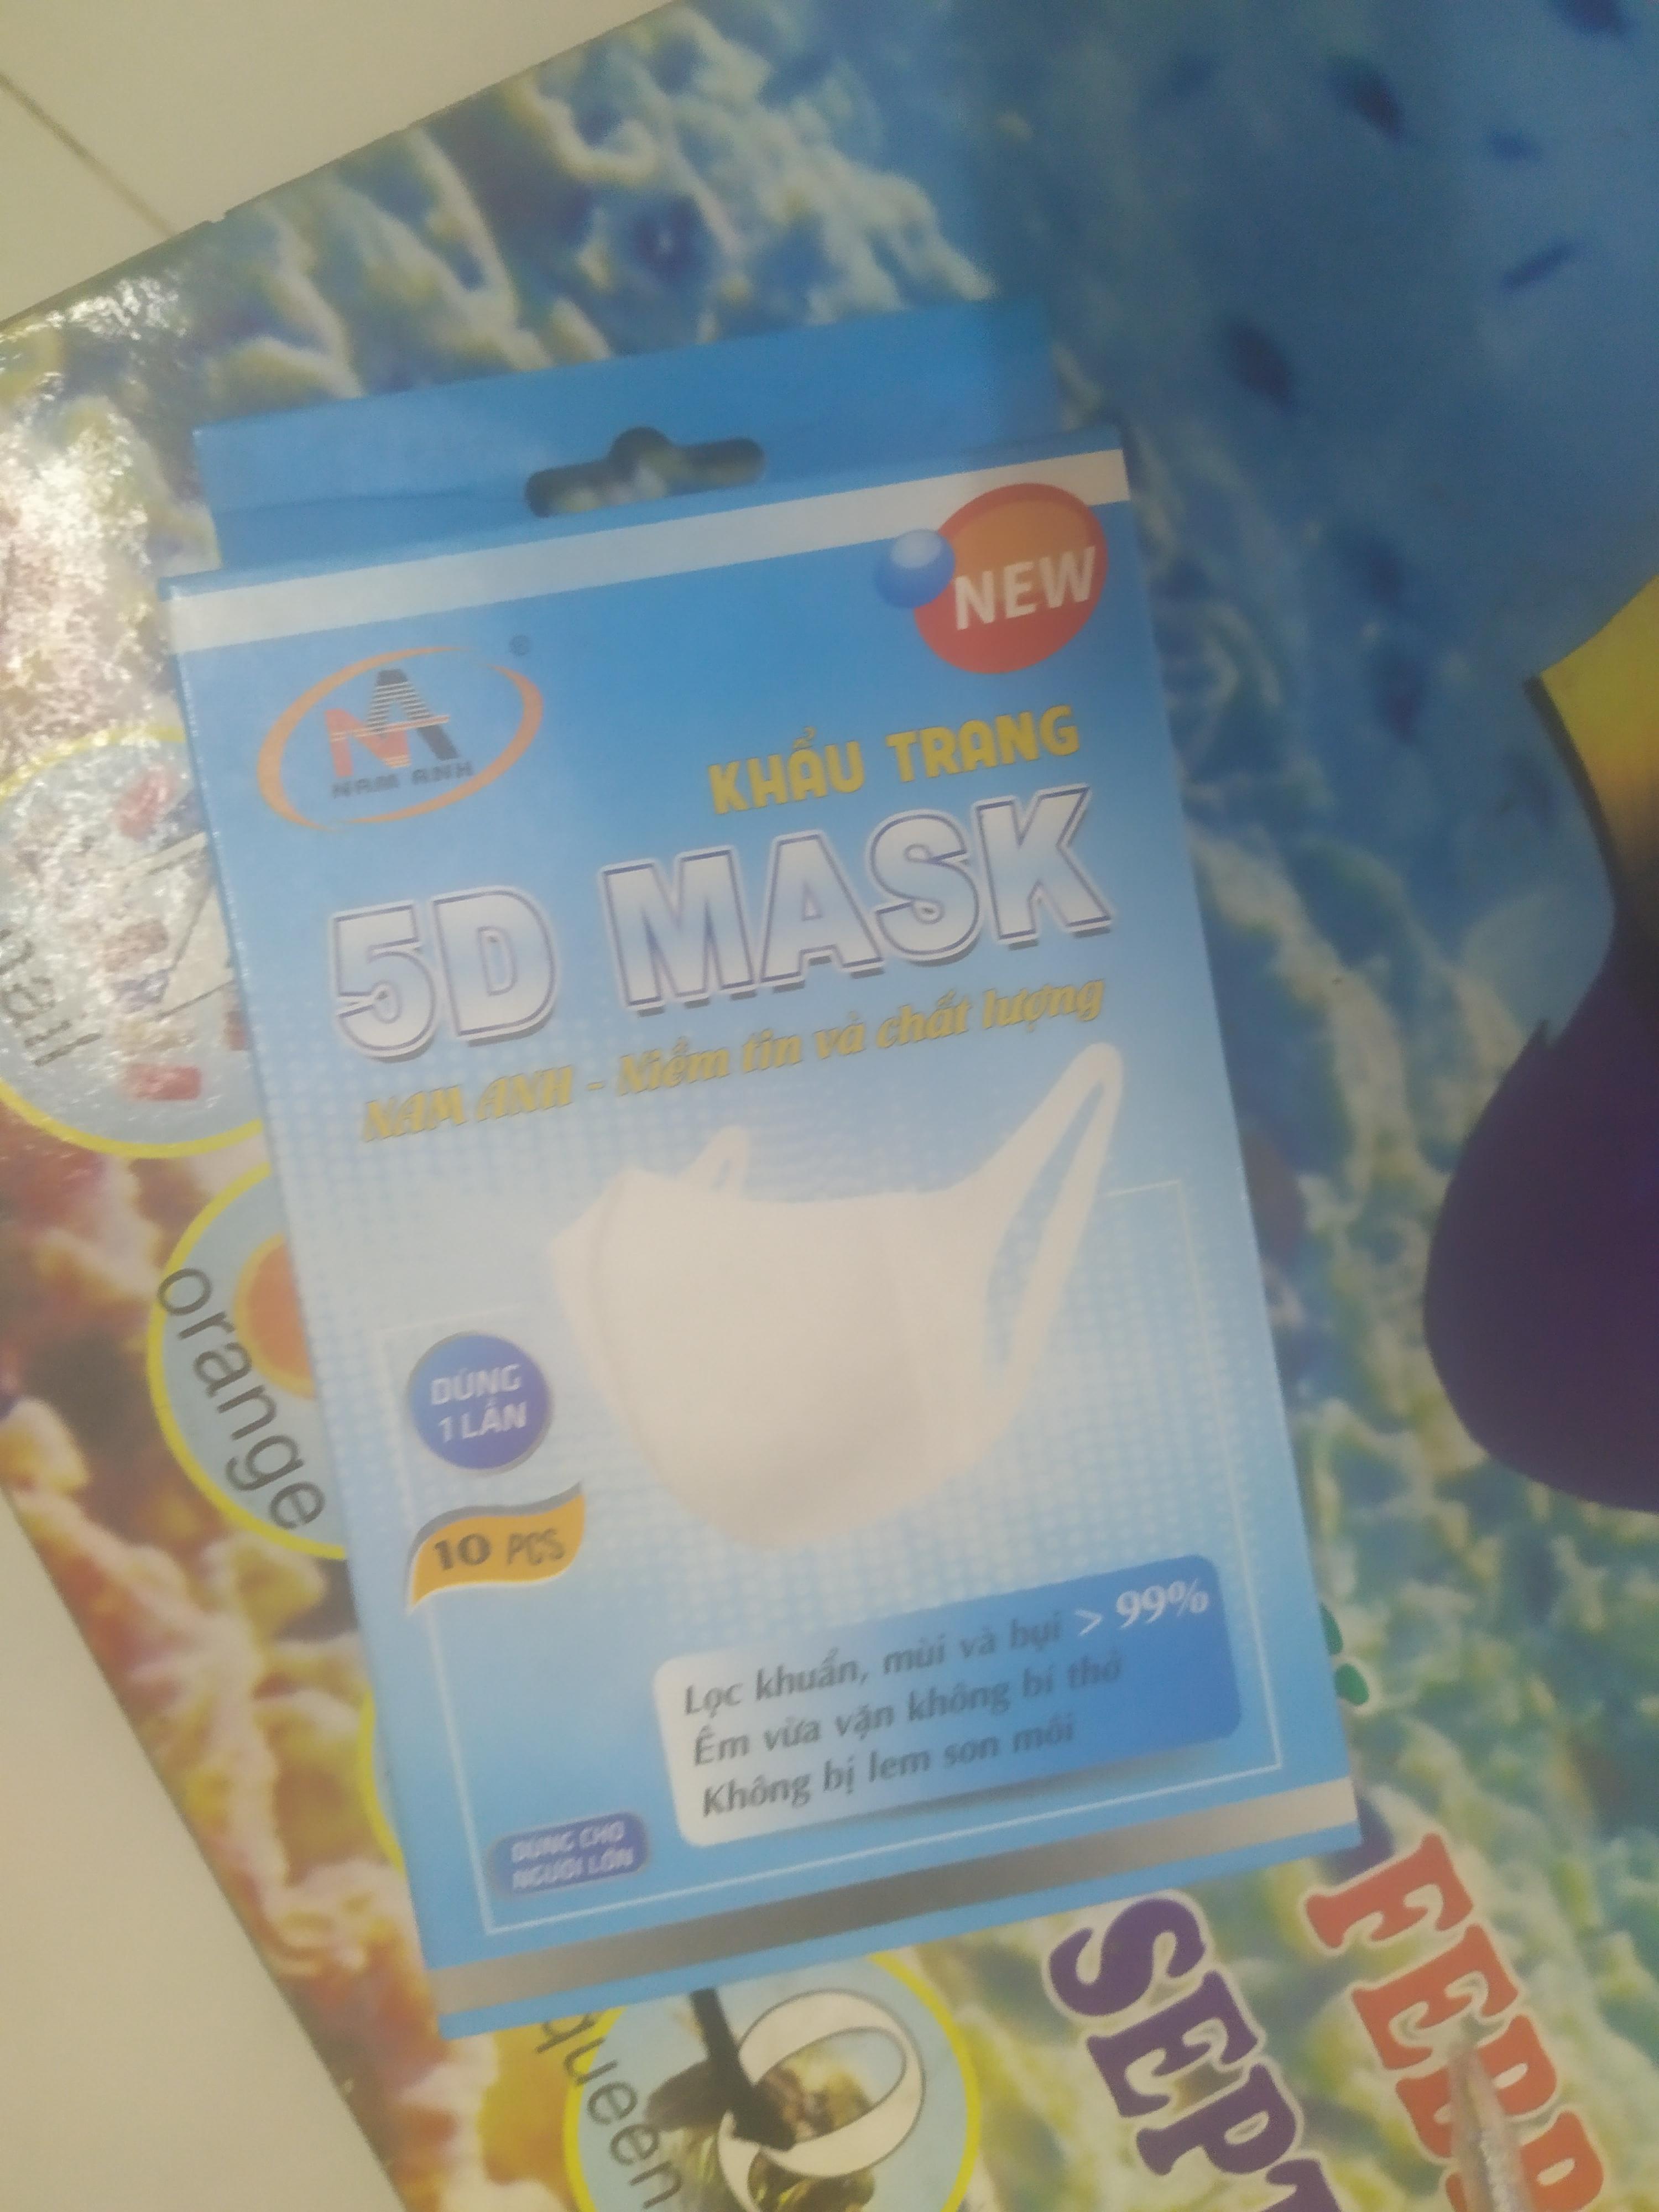 NEW
NA
NAM ANH
®
KHẨU TRANG
5D MASK
NAM ANH - Niềm tin và chất lượng
DÙNG
1 LẦN
10 PCS
Lọc khuẩn, mùi và bụi > 99%
Êm vừa vặn không bí thở
Không bị lem son môi
DÙNG CHO
NGƯỜI LỚN
nail
orange
queen
SEPT
FEB